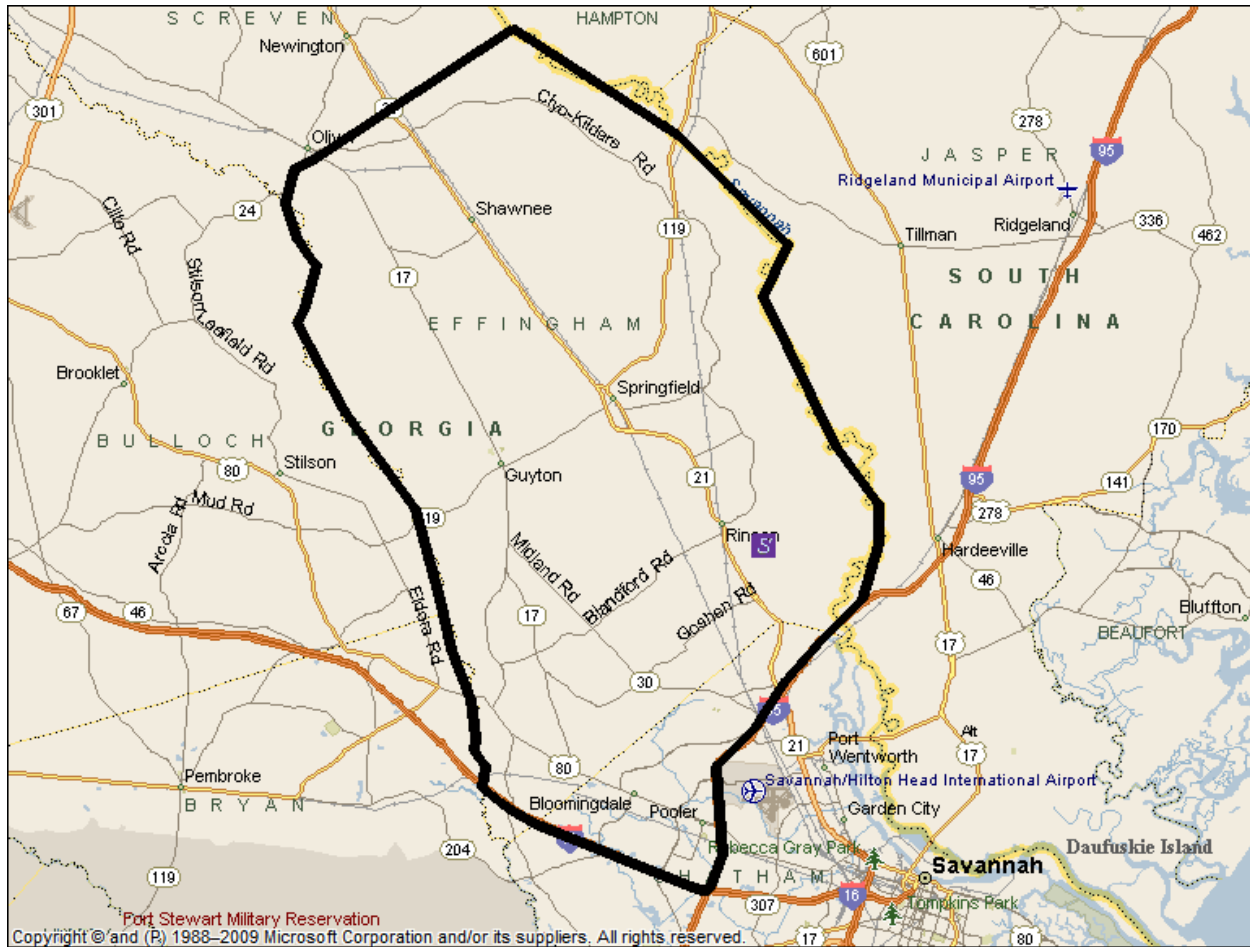 SCREVEN
HAMPTON
Newington
601
301
Clyo-Kildare Rd
278
JASPER
95
Ridgeland Municipal Airport
Ridgeland
24
Shawnee
Savannah
119
Tillman
336
462
Clito Rd
17
SOUTH
CAROLINA
Stilson Leefield Rd
EFFINGHAM
Brooklet
Springfield
GEORGIA
BULLOCH
80
Stilson
Guyton
21
170
95
141
278
Mud Rd
Arcola Rd
Rincon
S
Hardeeville
46
Midland Rd
Blandford Rd
Goshen Rd
Eldora Rd
67
46
17
Bluffton
BEAUFORT
17
30
21
Port
Wentworth
Alt
17
Pembroke
BRYAN
80
Savannah/Hilton Head International Airport
Bloomingdale
Pooler
Garden City
204
Rebecca Gray Park
Daufuskie Island
Savannah
119
307
16
Tompkins Park
Fort Stewart Military Reservation
80
Copyright © and (P) 1988–2009 Microsoft Corporation and/or its suppliers. All rights reserved.